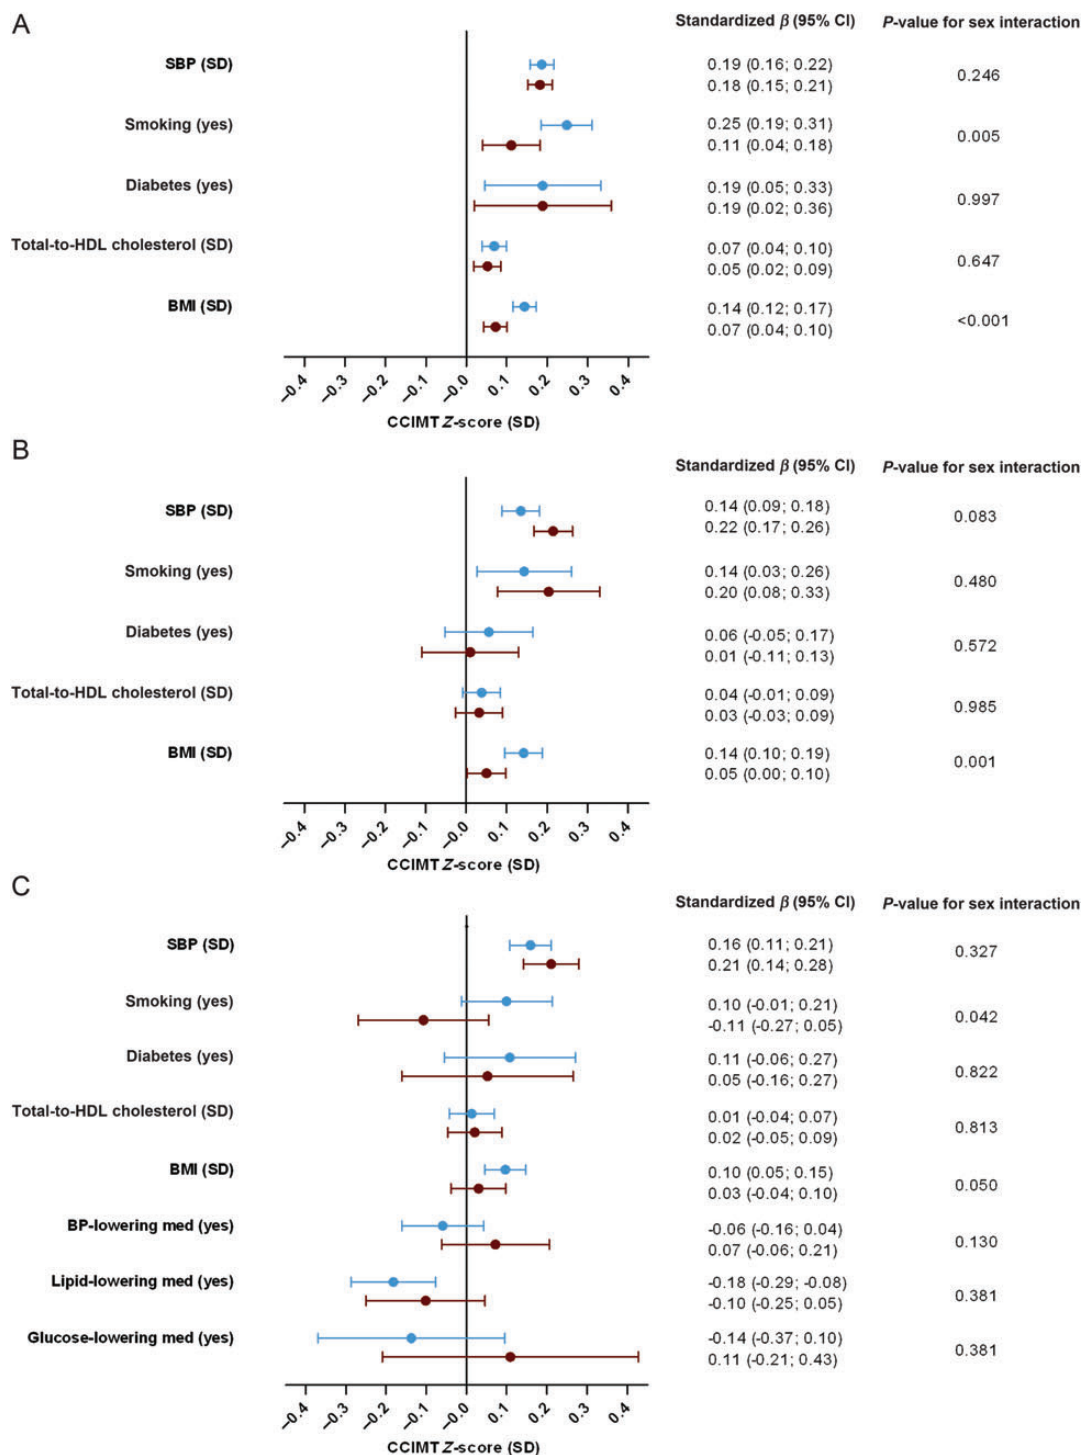 A
Standardized β (95% CI) P-value for sex interaction
SBP (SD) 0.19 (0.16; 0.22)
0.18 (0.15; 0.21) 0.246
Smoking (yes) 0.25 (0.19; 0.31)
0.11 (0.04; 0.18) 0.005
Diabetes (yes) 0.19 (0.05; 0.33)
0.19 (0.02; 0.36) 0.997
Total-to-HDL cholesterol (SD) 0.07 (0.04; 0.10)
0.05 (0.02; 0.09) 0.647
BMI (SD) 0.14 (0.12; 0.17)
0.07 (0.04; 0.10) <0.001
−0.4 −0.3 −0.2 −0.1 −0.0 0.1 0.2 0.3 0.4
CCIMT Z-score (SD)
B
Standardized β (95% CI) P-value for sex interaction
SBP (SD) 0.14 (0.09; 0.18)
0.22 (0.17; 0.26) 0.083
Smoking (yes) 0.14 (0.03; 0.26)
0.20 (0.08; 0.33) 0.480
Diabetes (yes) 0.06 (-0.05; 0.17)
0.01 (-0.11; 0.13) 0.572
Total-to-HDL cholesterol (SD) 0.04 (-0.01; 0.09)
0.03 (-0.03; 0.09) 0.985
BMI (SD) 0.14 (0.10; 0.19)
0.05 (0.00; 0.10) 0.001
−0.4 −0.3 −0.2 −0.1 −0.0 0.1 0.2 0.3 0.4
CCIMT Z-score (SD)
C
Standardized β (95% CI) P-value for sex interaction
SBP (SD) 0.16 (0.11; 0.21)
0.21 (0.14; 0.28) 0.327
Smoking (yes) 0.10 (-0.01; 0.21)
-0.11 (-0.27; 0.05) 0.042
Diabetes (yes) 0.11 (-0.06; 0.27)
0.05 (-0.16; 0.27) 0.822
Total-to-HDL cholesterol (SD) 0.01 (-0.04; 0.07)
0.02 (-0.05; 0.09) 0.813
BMI (SD) 0.10 (0.05; 0.15)
0.03 (-0.04; 0.10) 0.050
BP-lowering med (yes) -0.06 (-0.16; 0.04)
0.07 (-0.06; 0.21) 0.130
Lipid-lowering med (yes) -0.18 (-0.29; -0.08)
-0.10 (-0.25; 0.05) 0.381
Glucose-lowering med (yes) -0.14 (-0.37; 0.10)
0.11 (-0.21; 0.43) 0.381
−0.4 −0.3 −0.2 −0.1 −0.0 0.1 0.2 0.3 0.4
CCIMT Z-score (SD)